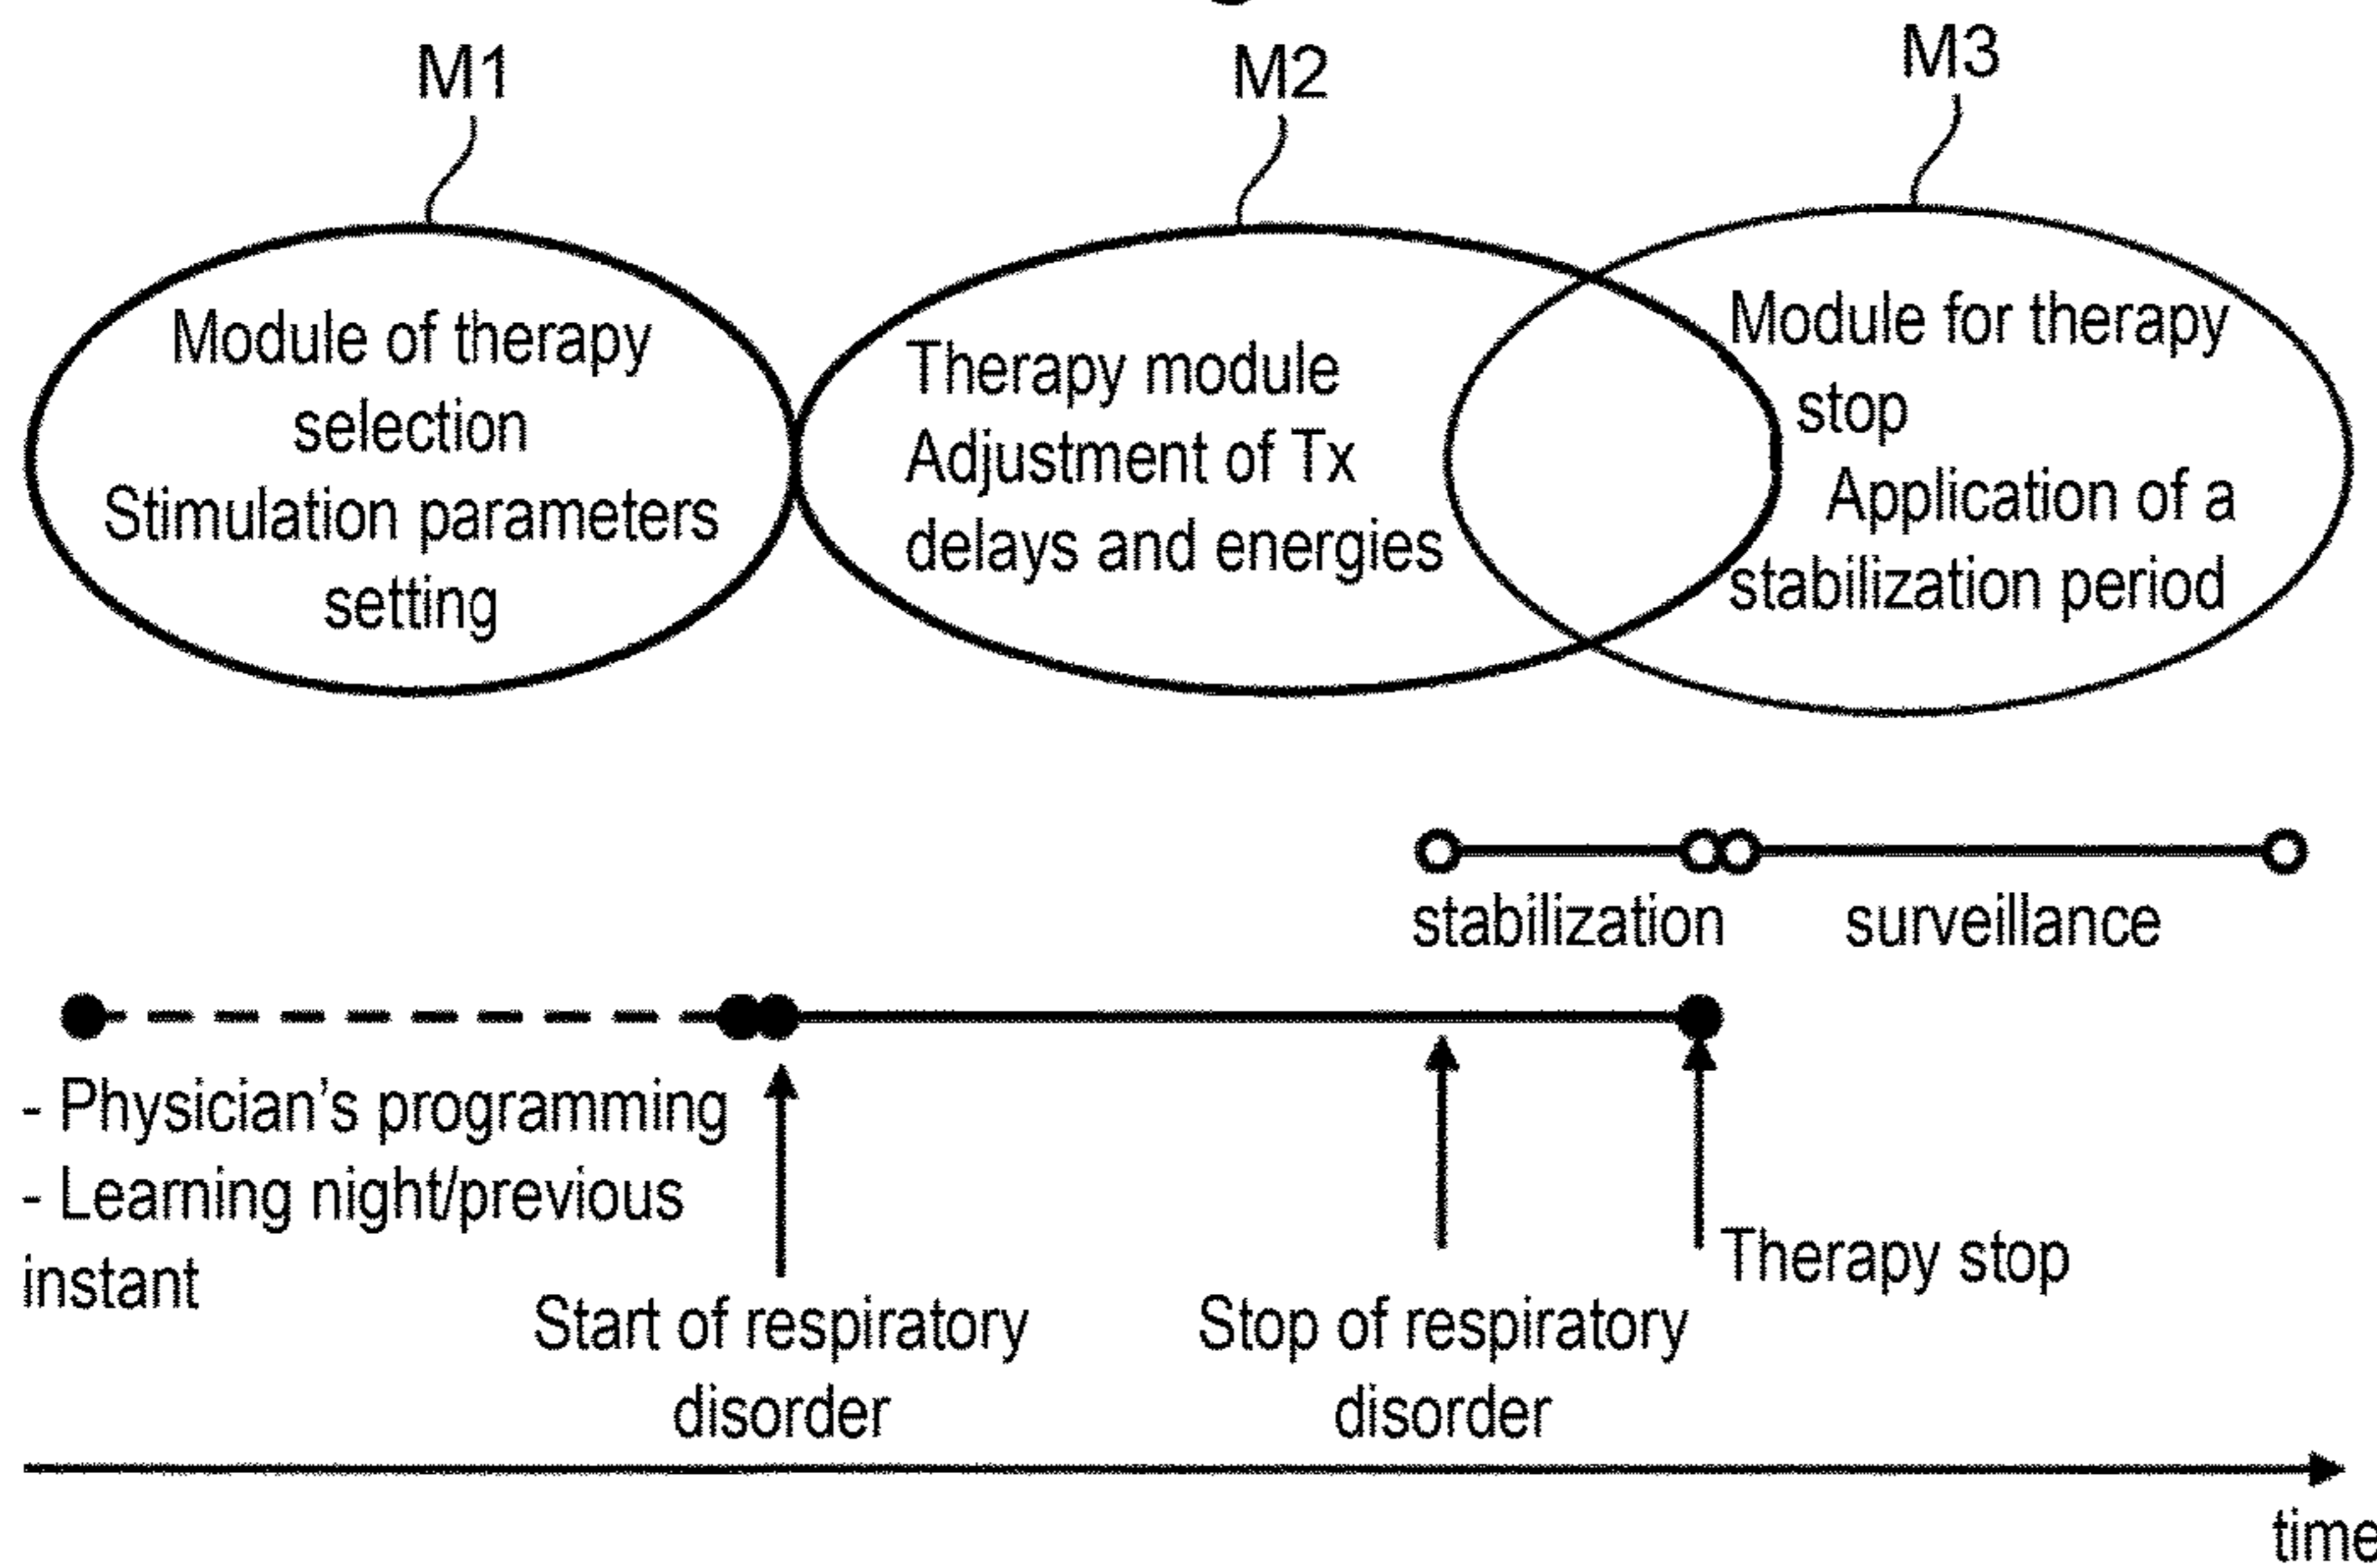 M1
M2
M3
Module of therapy
selection
Stimulation parameters
setting
Therapy module
Adjustment of Tx
delays and energies
Module for therapy
stop
Application of a
stabilization period
stabilization
surveillance
- Physician's programming
- Learning night/previous
instant
Start of respiratory
disorder
Stop of respiratory
disorder
Therapy stop
time